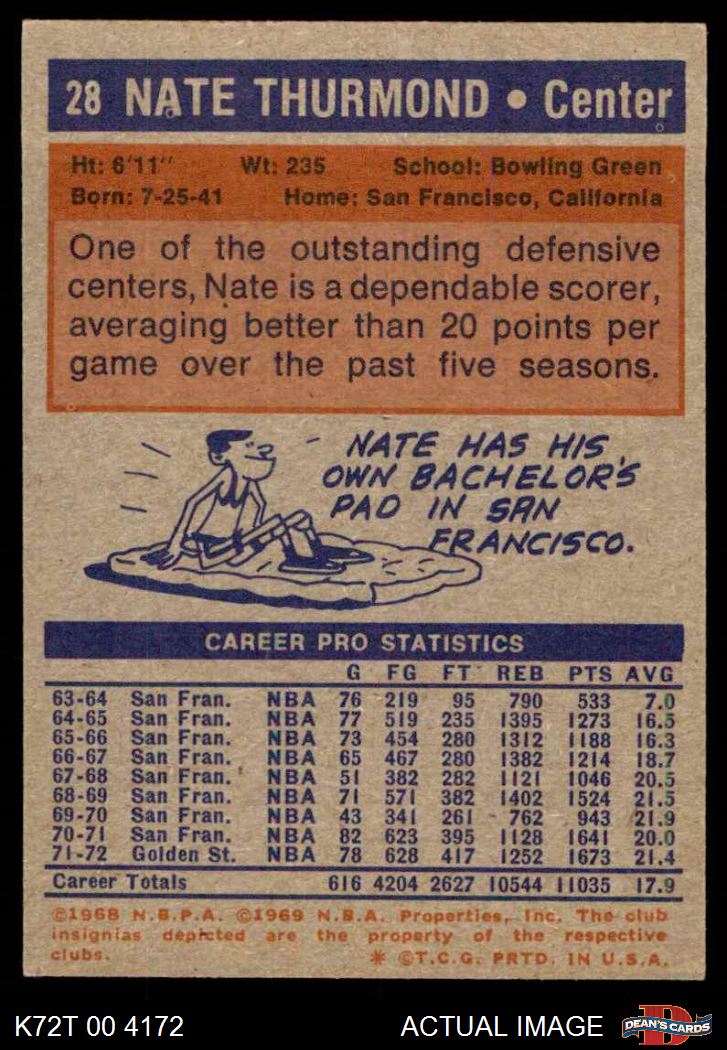 28 NATE THURMOND • Center
Ht: 6'11" Wt: 235 School: Bowling Green
Born: 7-25-41 Home: San Francisco, California
One of the outstanding defensive
centers, Nate is a dependable scorer,
averaging better than 20 points per
game over the past five seasons.
NATE HAS HIS
OWN BACHELOR'S
PAD IN SAN
FRANCISCO.
CAREER PRO STATISTICS
G FG FT REB PTS AVG
63-64 San Fran. NBA 76 219 95 790 533 7.0
64-65 San Fran. NBA 77 519 235 1395 1273 16.5
65-66 San Fran. NBA 73 454 280 1312 1188 16.3
66-67 San Fran. NBA 65 467 280 1382 1214 18.7
67-68 San Fran. NBA 51 382 282 1121 1046 20.5
68-69 San Fran. NBA 71 571 382 1402 1524 21.5
69-70 San Fran. NBA 43 341 261 762 943 21.9
70-71 San Fran. NBA 82 623 395 1128 1641 20.0
71-72 Golden St. NBA 78 628 417 1252 1673 21.4
Career Totals 616 4204 2627 10544 11035 17.9
©1968 N.B.P.A. ©1969 N.B.A. Properties, Inc. The club
insignias depicted are the property of the respective
clubs. * ©T.C.G. PRTD. IN U.S.A.
K72T 00 4172 ACTUAL IMAGE D DEAN'S CARDS